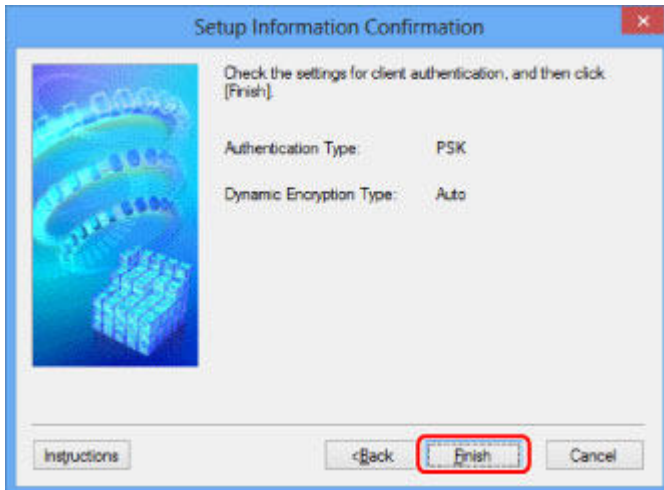 Setup Information Confirmation
Check the settings for client authentication, and then click
[Finish].
Authentication Type: PSK
Dynamic Encryption Type: Auto
Instructions <Back Finish Cancel